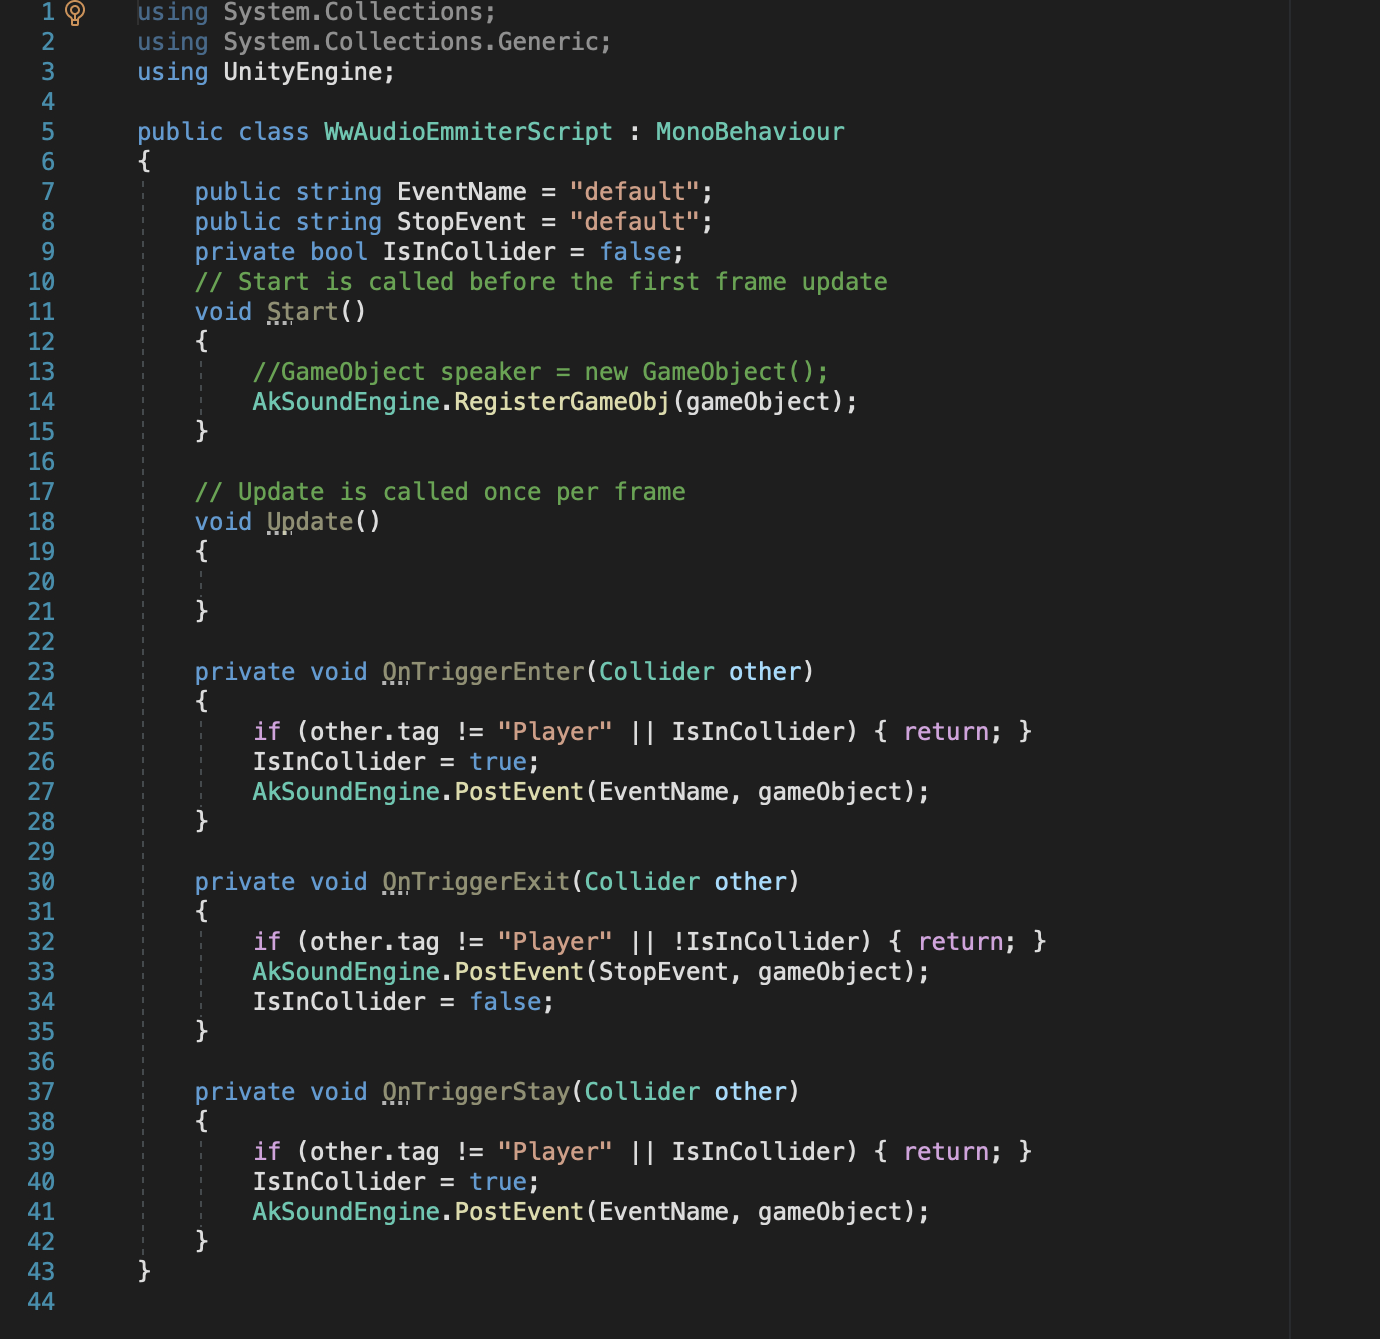 1 using System.Collections;
2 using System.Collections.Generic;
3 using UnityEngine;
4
5 public class WwAudioEmmiterScript : MonoBehaviour
6 {
7 public string EventName = "default";
8 public string StopEvent = "default";
9 private bool IsInCollider = false;
10 // Start is called before the first frame update
11 void Start()
12 {
13 //GameObject speaker = new GameObject();
14 AkSoundEngine.RegisterGameObj(gameObject);
15 }
16
17 // Update is called once per frame
18 void Update()
19 {
20
21 }
22
23 private void OnTriggerEnter(Collider other)
24 {
25 if (other.tag != "Player" || IsInCollider) { return; }
26 IsInCollider = true;
27 AkSoundEngine.PostEvent(EventName, gameObject);
28 }
29
30 private void OnTriggerExit(Collider other)
31 {
32 if (other.tag != "Player" || !IsInCollider) { return; }
33 AkSoundEngine.PostEvent(StopEvent, gameObject);
34 IsInCollider = false;
35 }
36
37 private void OnTriggerStay(Collider other)
38 {
39 if (other.tag != "Player" || IsInCollider) { return; }
40 IsInCollider = true;
41 AkSoundEngine.PostEvent(EventName, gameObject);
42 }
43 }
44